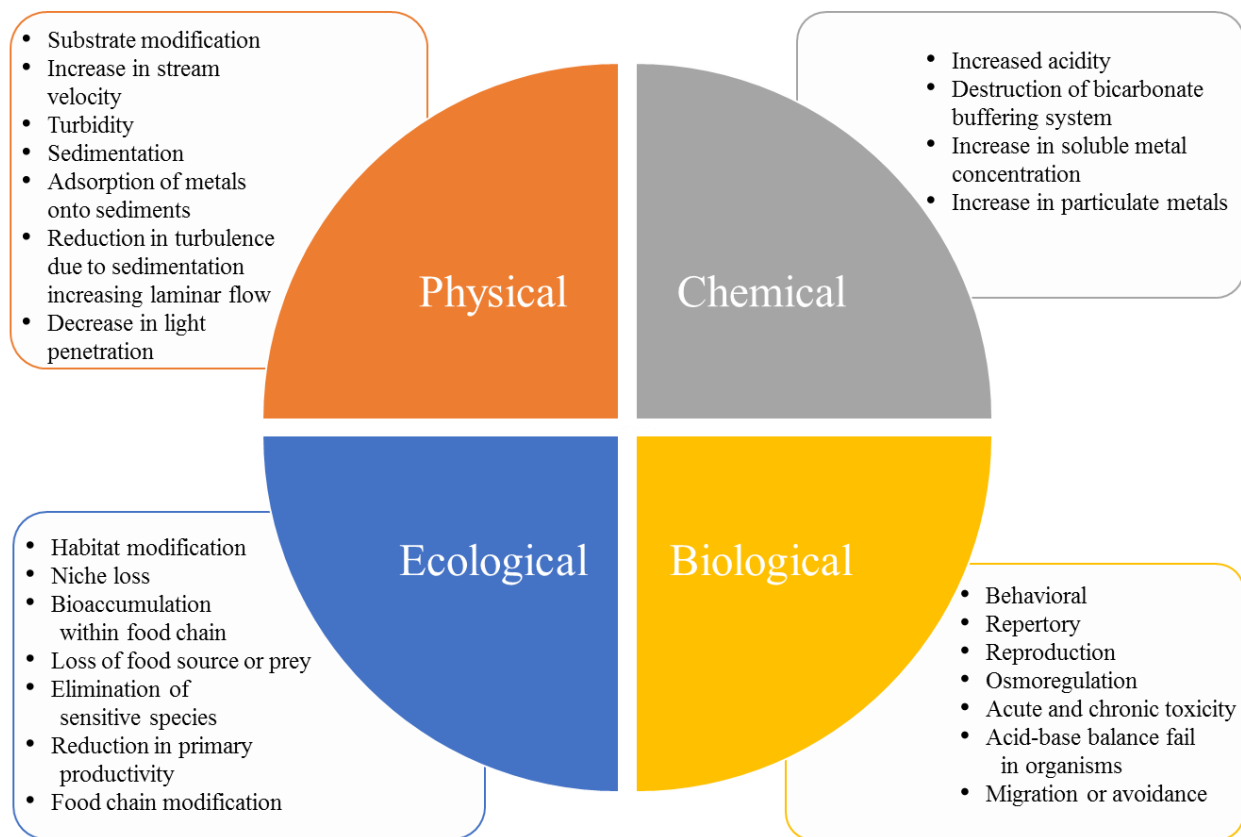 • Substrate modification
• Increase in stream
velocity
• Turbidity
• Sedimentation
• Adsorption of metals
onto sediments
• Reduction in turbulence
due to sedimentation
increasing laminar flow
• Decrease in light
penetration
Physical
• Increased acidity
• Destruction of bicarbonate
buffering system
• Increase in soluble metal
concentration
• Increase in particulate metals
Chemical
• Habitat modification
• Niche loss
• Bioaccumulation
within food chain
• Loss of food source or prey
• Elimination of
sensitive species
• Reduction in primary
productivity
• Food chain modification
Ecological
• Behavioral
• Repertory
• Reproduction
• Osmoregulation
• Acute and chronic toxicity
• Acid-base balance fail
in organisms
• Migration or avoidance
Biological